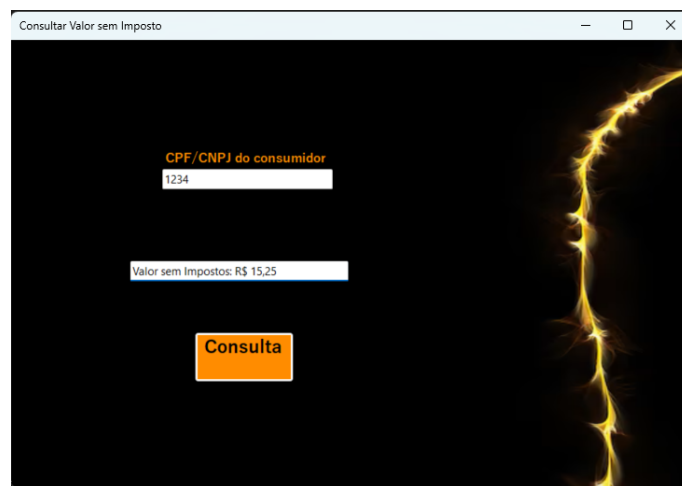 Consultar Valor sem Imposto
CPF/CNPJ do consumidor
1234
Valor sem Impostos: R$ 15,25
Consulta